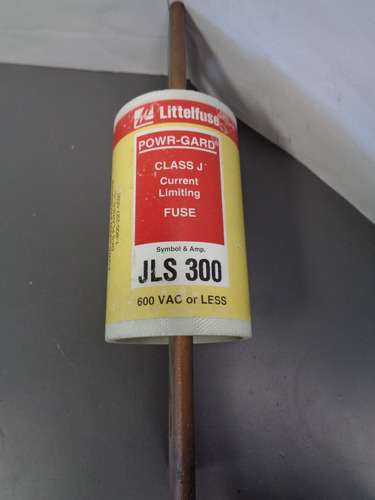 Littelfuse
POWR-GARD
CLASS J
Current
Limiting
FUSE
Symbol & Amp.
JLS 300
600 VAC or LESS